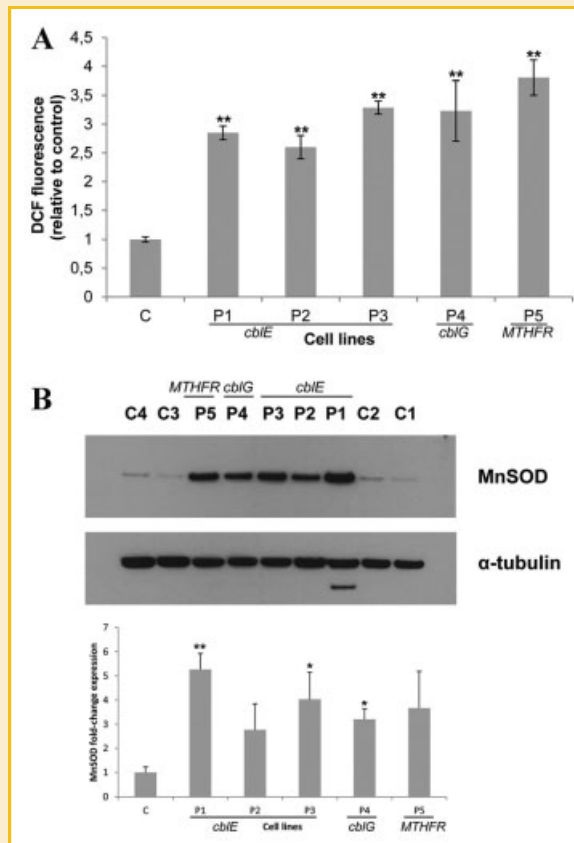 A
DCF fluorescence
(relative to control)
4,5
4
3,5
3
2,5
2
1,5
1
0,5
0
** ** ** ** **
C P1 P2 P3 P4 P5
cblE cblG MTHFR
Cell lines
B
MTHFR cblG cblE
C4 C3 P5 P4 P3 P2 P1 C2 C1
MnSOD
α-tubulin
MnSOD fold-change expression
7
6
5
4
3
2
1
0
** * *
C P1 P2 P3 P4 P5
cblE Cell lines cblG MTHFR